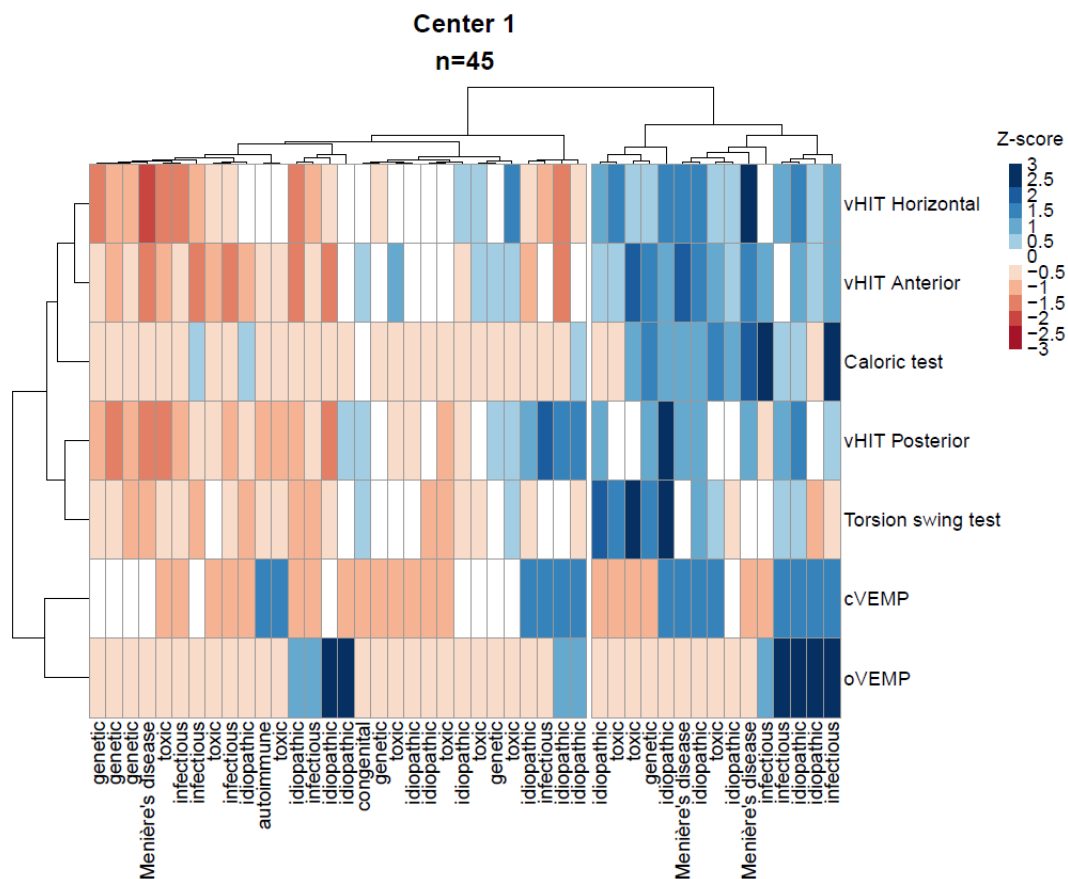 Center 1
n=45
Z-score
3
2.5
2
1.5
1
0.5
0
−0.5
−1
−1.5
−2
−2.5
−3
vHIT Horizontal
vHIT Anterior
Caloric test
vHIT Posterior
Torsion swing test
cVEMP
oVEMP
genetic
genetic
genetic
Menière's disease
toxic
infectious
infectious
toxic
infectious
idiopathic
autoimmune
toxic
idiopathic
infectious
idiopathic
idiopathic
congenital
genetic
toxic
idiopathic
idiopathic
toxic
idiopathic
toxic
genetic
toxic
idiopathic
infectious
idiopathic
idiopathic
idiopathic
toxic
toxic
genetic
idiopathic
Menière's disease
idiopathic
toxic
idiopathic
Menière's disease
infectious
infectious
idiopathic
idiopathic
infectious